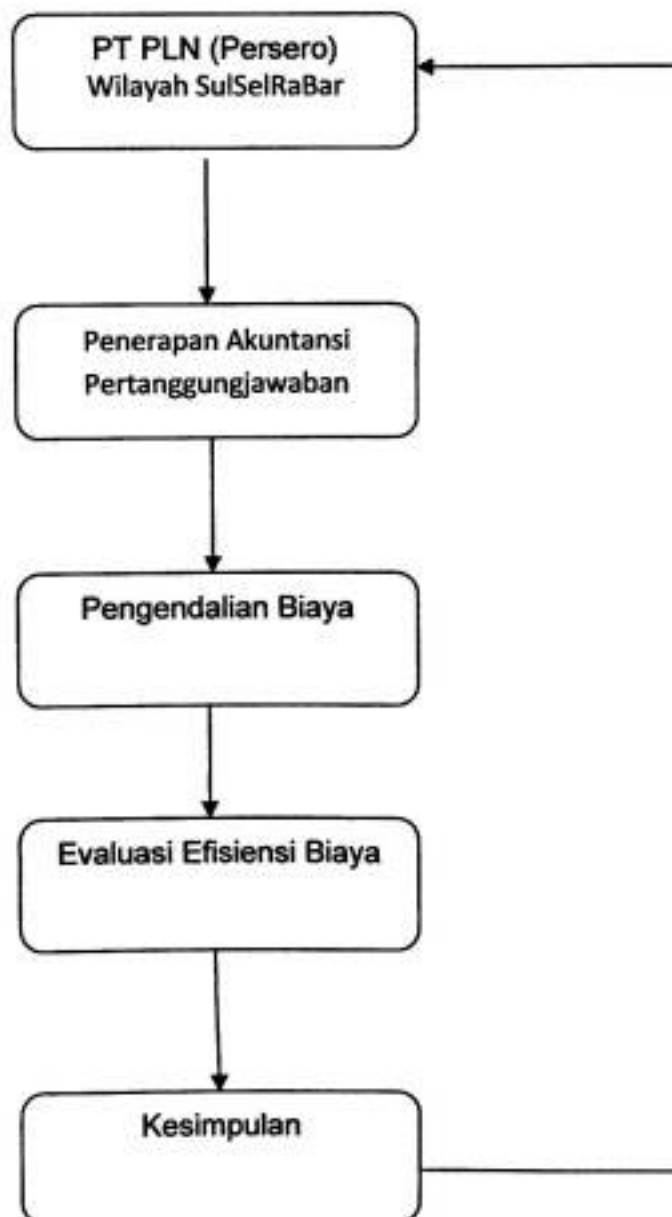 PT PLN (Persero)
Wilayah SulSelRaBar
Penerapan Akuntansi
Pertanggungjawaban
Pengendalian Biaya
Evaluasi Efisiensi Biaya
Kesimpulan